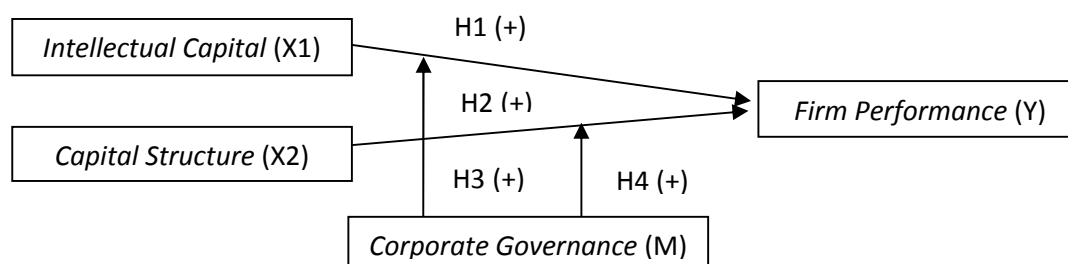 H1 (+)
Intellectual Capital (X1)
H2 (+)
Firm Performance (Y)
Capital Structure (X2)
H3 (+)
H4 (+)
Corporate Governance (M)